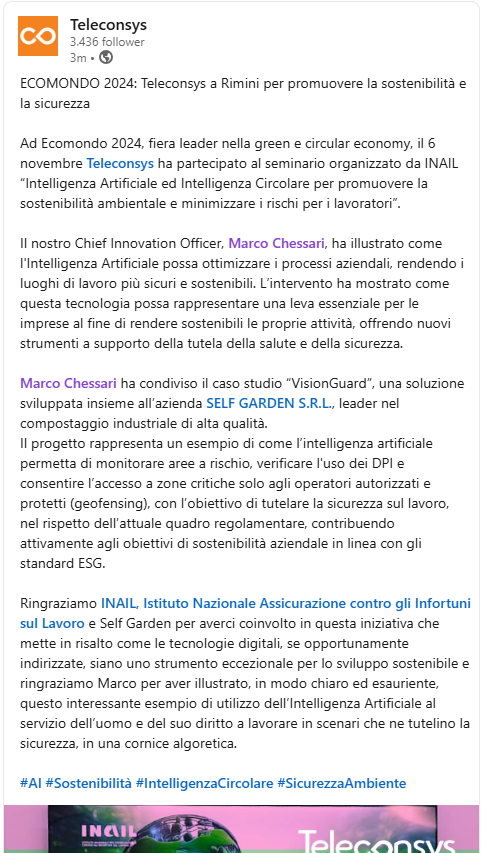 Teleconsys
3.436 follower
3m •
ECOMONDO 2024: Teleconsys a Rimini per promuovere la sostenibilità e
la sicurezza
Ad Ecomondo 2024, fiera leader nella green e circular economy, il 6
novembre Teleconsys ha partecipato al seminario organizzato da INAIL
“Intelligenza Artificiale ed Intelligenza Circolare per promuovere la
sostenibilità ambientale e minimizzare i rischi per i lavoratori”.
Il nostro Chief Innovation Officer, Marco Chessari, ha illustrato come
l'Intelligenza Artificiale possa ottimizzare i processi aziendali, rendendo i
luoghi di lavoro più sicuri e sostenibili. L’intervento ha mostrato come
questa tecnologia possa rappresentare una leva essenziale per le
imprese al fine di rendere sostenibili le proprie attività, offrendo nuovi
strumenti a supporto della tutela della salute e della sicurezza.
Marco Chessari ha condiviso il caso studio “VisionGuard”, una soluzione
sviluppata insieme all’azienda SELF GARDEN S.R.L., leader nel
compostaggio industriale di alta qualità.
Il progetto rappresenta un esempio di come l’intelligenza artificiale
permetta di monitorare aree a rischio, verificare l'uso dei DPI e
consentire l’accesso a zone critiche solo agli operatori autorizzati e
protetti (geofensing), con l’obiettivo di tutelare la sicurezza sul lavoro,
nel rispetto dell’attuale quadro regolamentare, contribuendo
attivamente agli obiettivi di sostenibilità aziendale in linea con gli
standard ESG.
Ringraziamo INAIL, Istituto Nazionale Assicurazione contro gli Infortuni
sul Lavoro e Self Garden per averci coinvolto in questa iniziativa che
mette in risalto come le tecnologie digitali, se opportunamente
indirizzate, siano uno strumento eccezionale per lo sviluppo sostenibile e
ringraziamo Marco per aver illustrato, in modo chiaro ed esauriente,
questo interessante esempio di utilizzo dell’Intelligenza Artificiale al
servizio dell’uomo e del suo diritto a lavorare in scenari che ne tutelino la
sicurezza, in una cornice algoretica.
#AI #Sostenibilità #IntelligenzaCircolare #SicurezzaAmbiente
INAIL
Teleconsys